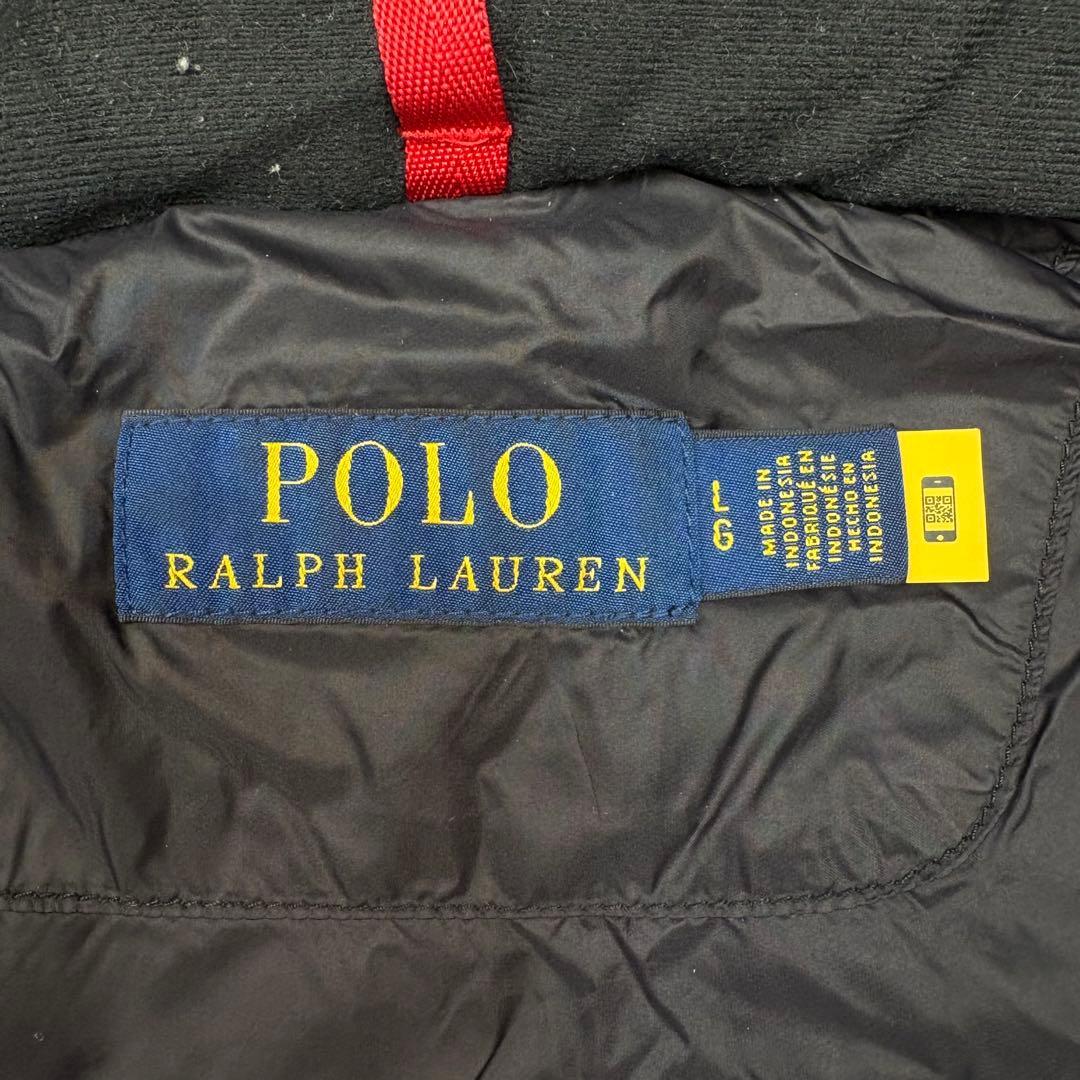 POLO
RALPH LAUREN
L
G
MADE IN
INDONESIA
FABRIQUÉ EN
INDONÉSIE
HECHO EN
INDONESIA